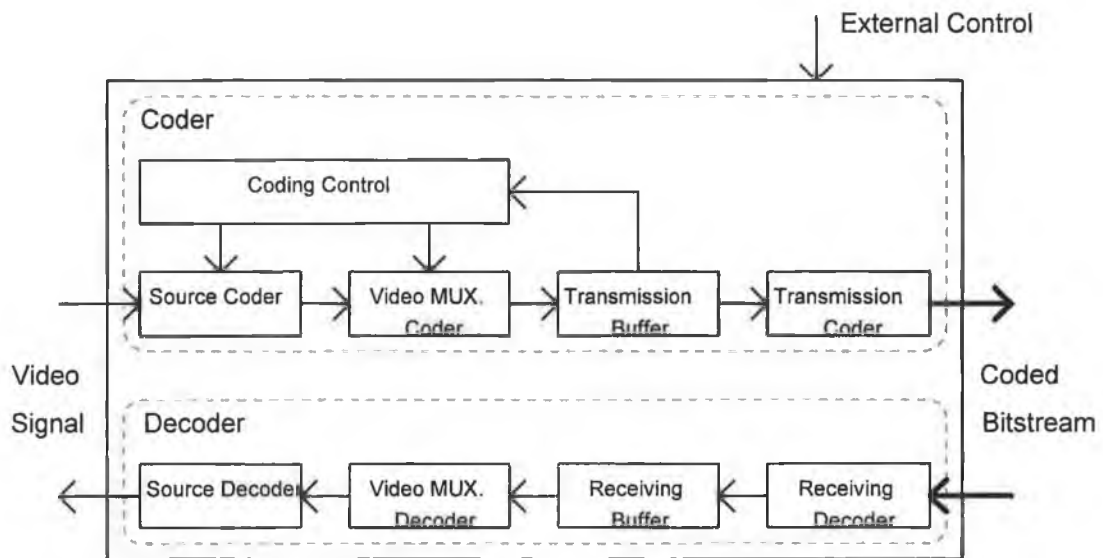 External Control
Coder
Coding Control
Source Coder
Video MUX.
Coder
Transmission
Buffer
Transmission
Coder
Video
Signal
Coded
Bitstream
Decoder
Source Decoder
Video MUX.
Decoder
Receiving
Buffer
Receiving
Decoder